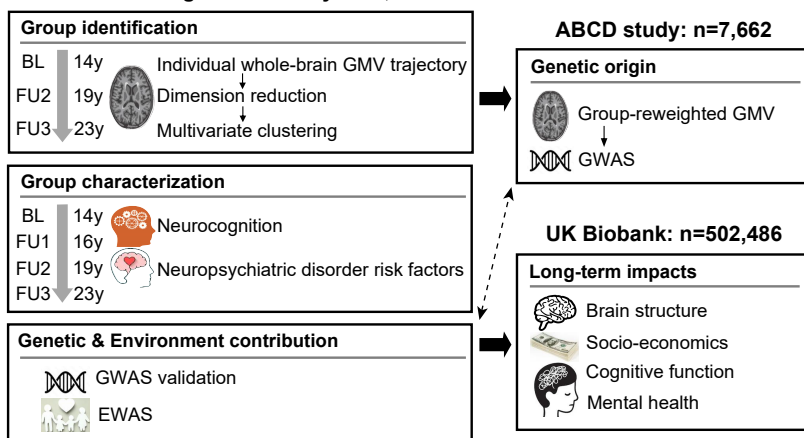 Group identification
BL 14y Individual whole-brain GMV trajectory
FU2 19y Dimension reduction
FU3 23y Multivariate clustering
Group characterization
BL 14y
FU1 16y Neurocognition
FU2 19y Neuropsychiatric disorder risk factors
FU3 23y
Genetic & Environment contribution
GWAS validation
EWAS
ABCD study: n=7,662
Genetic origin
Group-reweighted GMV
GWAS
UK Biobank: n=502,486
Long-term impacts
Brain structure
Socio-economics
Cognitive function
Mental health